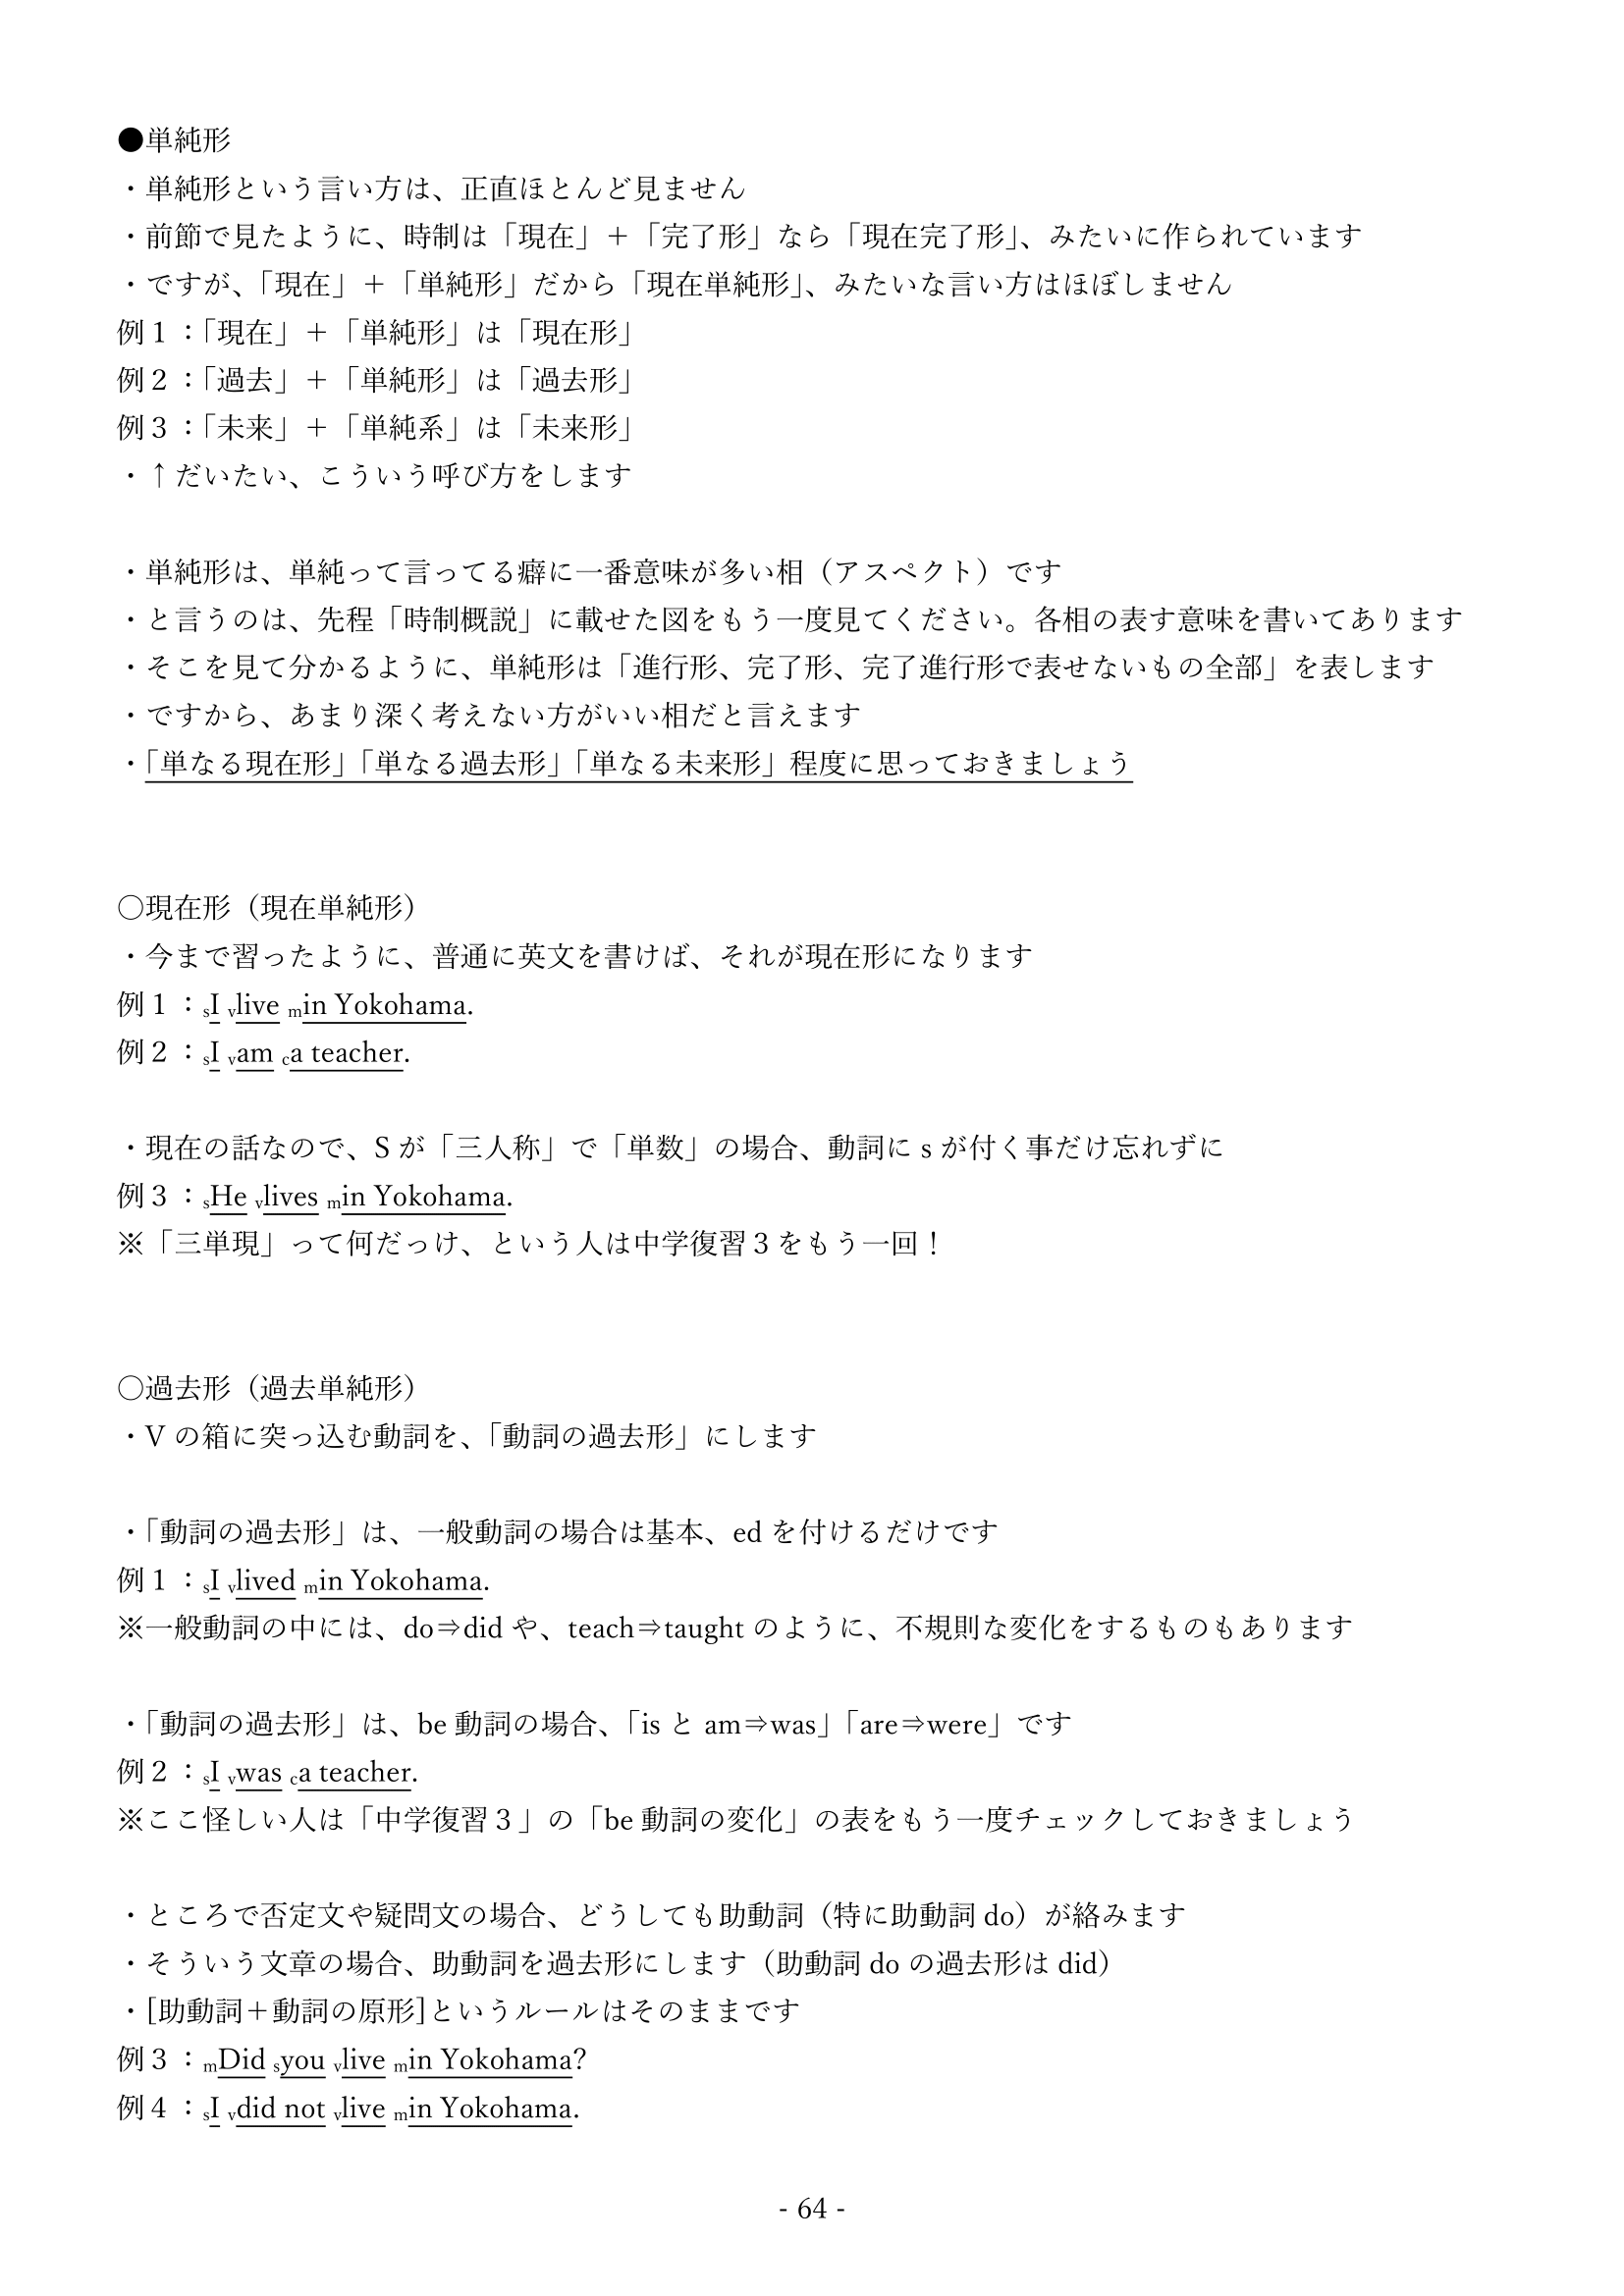 ●単純形
・単純形という言い方は、正直ほとんど見ません
・前節で見たように、時制は「現在」＋「完了形」なら「現在完了形」、みたいに作られています
・ですが、「現在」＋「単純形」だから「現在単純形」、みたいな言い方はほぼしません
例１：「現在」＋「単純形」は「現在形」
例２：「過去」＋「単純形」は「過去形」
例３：「未来」＋「単純系」は「未来形」
・↑だいたい、こういう呼び方をします
・単純形は、単純って言ってる癖に一番意味が多い相（アスペクト）です
・と言うのは、先程「時制概説」に載せた図をもう一度見てください。各相の表す意味を書いてあります
・そこを見て分かるように、単純形は「進行形、完了形、完了進行形で表せないもの全部」を表します
・ですから、あまり深く考えない方がいい相だと言えます
・「単なる現在形」「単なる過去形」「単なる未来形」程度に思っておきましょう
○現在形（現在単純形）
・今まで習ったように、普通に英文を書けば、それが現在形になります
例１：sI vlive min Yokohama.
例２：sI vam ca teacher.
・現在の話なので、S が「三人称」で「単数」の場合、動詞に s が付く事だけ忘れずに
例３：sHe vlives min Yokohama.
※「三単現」って何だっけ、という人は中学復習３をもう一回！
○過去形（過去単純形）
・V の箱に突っ込む動詞を、「動詞の過去形」にします
・「動詞の過去形」は、一般動詞の場合は基本、ed を付けるだけです
例１：sI vlived min Yokohama.
※一般動詞の中には、do⇒did や、teach⇒taught のように、不規則な変化をするものもあります
・「動詞の過去形」は、be 動詞の場合、「is と am⇒was」「are⇒were」です
例２：sI vwas ca teacher.
※ここ怪しい人は「中学復習３」の「be 動詞の変化」の表をもう一度チェックしておきましょう
・ところで否定文や疑問文の場合、どうしても助動詞（特に助動詞 do）が絡みます
・そういう文章の場合、助動詞を過去形にします（助動詞 do の過去形は did）
・[助動詞＋動詞の原形]というルールはそのままです
例３：mDid syou vlive min Yokohama?
例４：sI vdid not vlive min Yokohama.
- 64 -